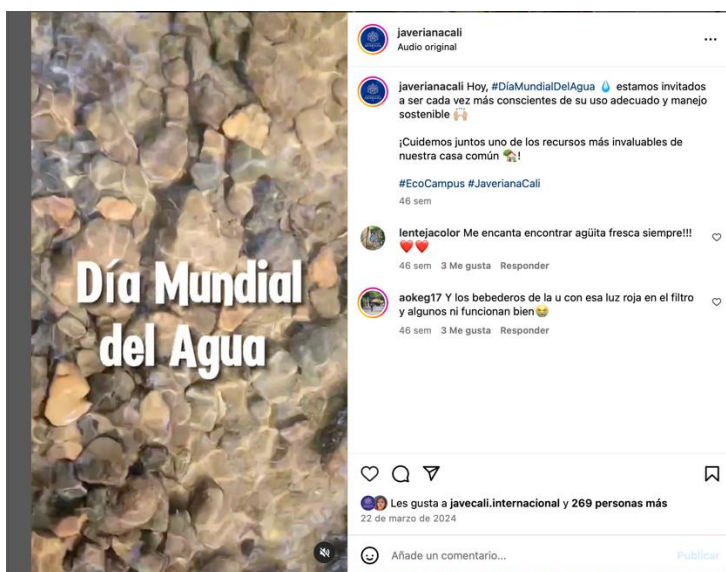 Día Mundial
del Agua
javerianacali
Audio original
javerianacali Hoy, #DíaMundialDelAgua estamos invitados
a ser cada vez más conscientes de su uso adecuado y manejo
sostenible
¡Cuidemos juntos uno de los recursos más invaluables de
nuestra casa común !
#EcoCampus #JaverianaCali
46 sem
lentejacolor Me encanta encontrar agüita fresca siempre!!!
46 sem 3 Me gusta Responder
aokeg17 Y los bebederos de la u con esa luz roja en el filtro
y algunos ni funcionan bien
46 sem 3 Me gusta Responder
Les gusta a javecali.internacional y 269 personas más
22 de marzo de 2024
Añade un comentario...
Publicar